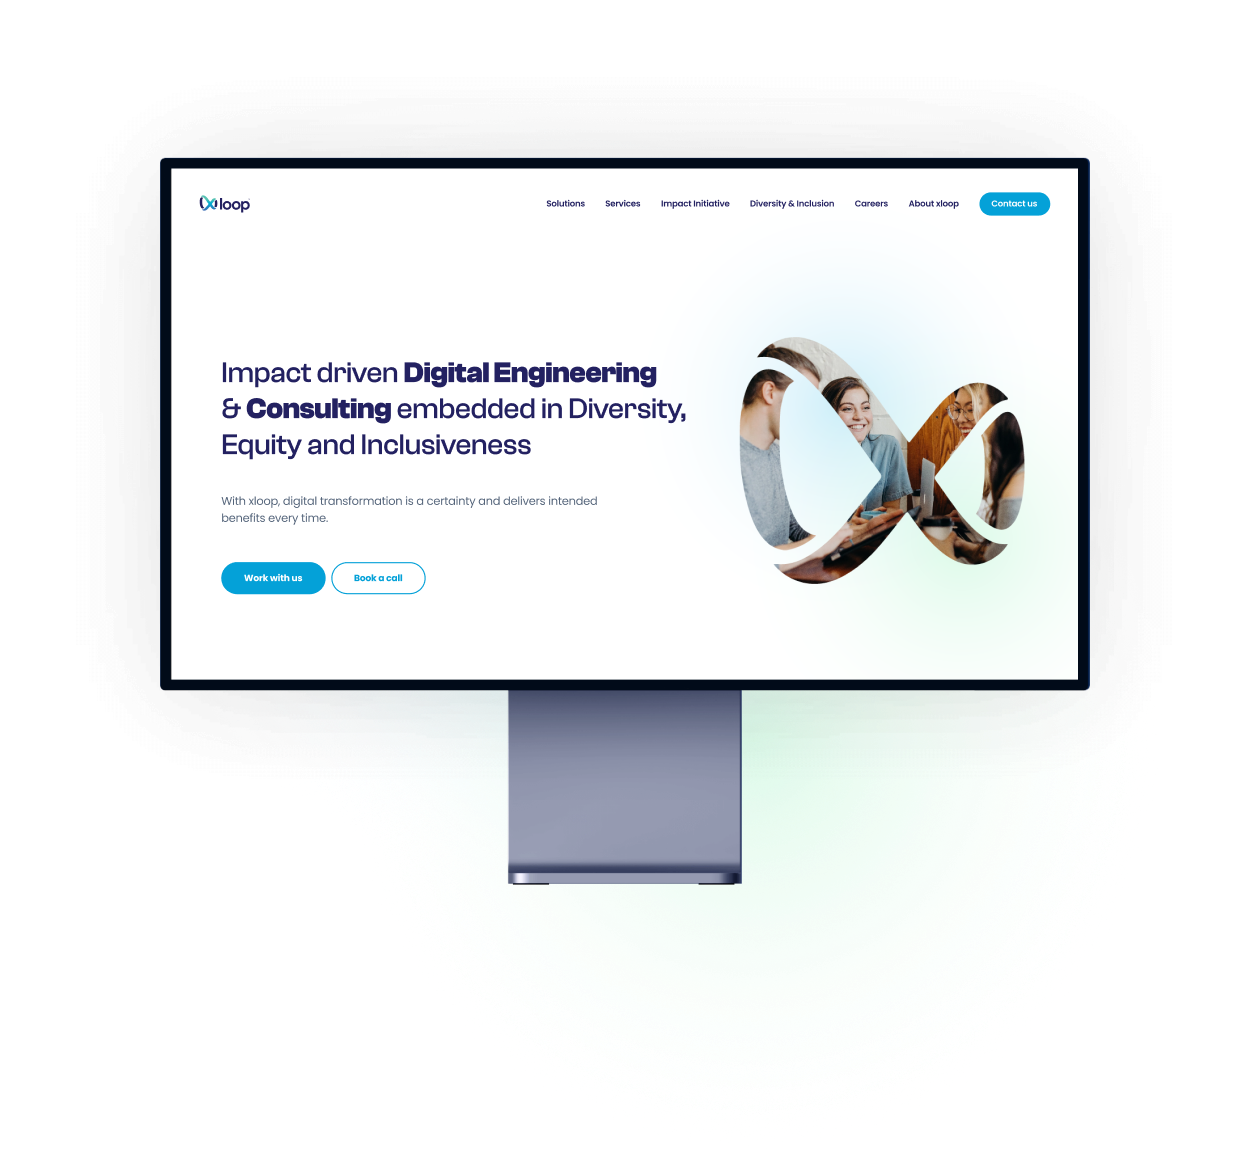 xloop
Solutions Services Impact Initiative Diversity & Inclusion Careers About xloop Contact us
Impact driven Digital Engineering
& Consulting embedded in Diversity,
Equity and Inclusiveness
With xloop, digital transformation is a certainty and delivers intended
benefits every time.
Work with us Book a call